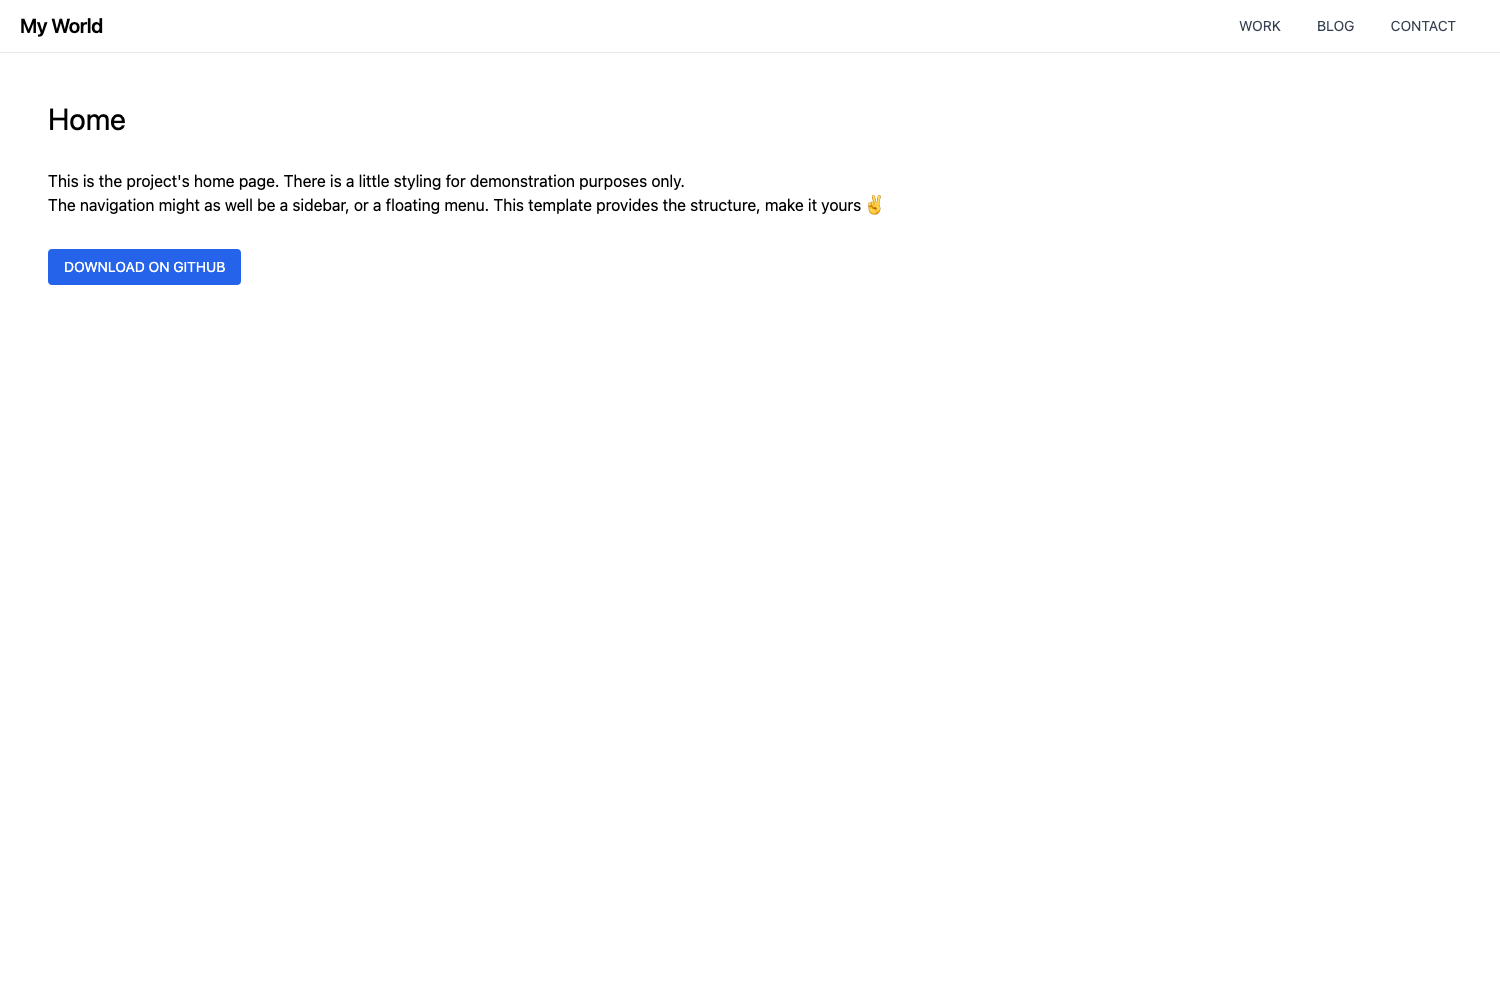 My World
WORK
BLOG
CONTACT
Home
This is the project's home page. There is a little styling for demonstration purposes only.
The navigation might as well be a sidebar, or a floating menu. This template provides the structure, make it yours ✌️
DOWNLOAD ON GITHUB